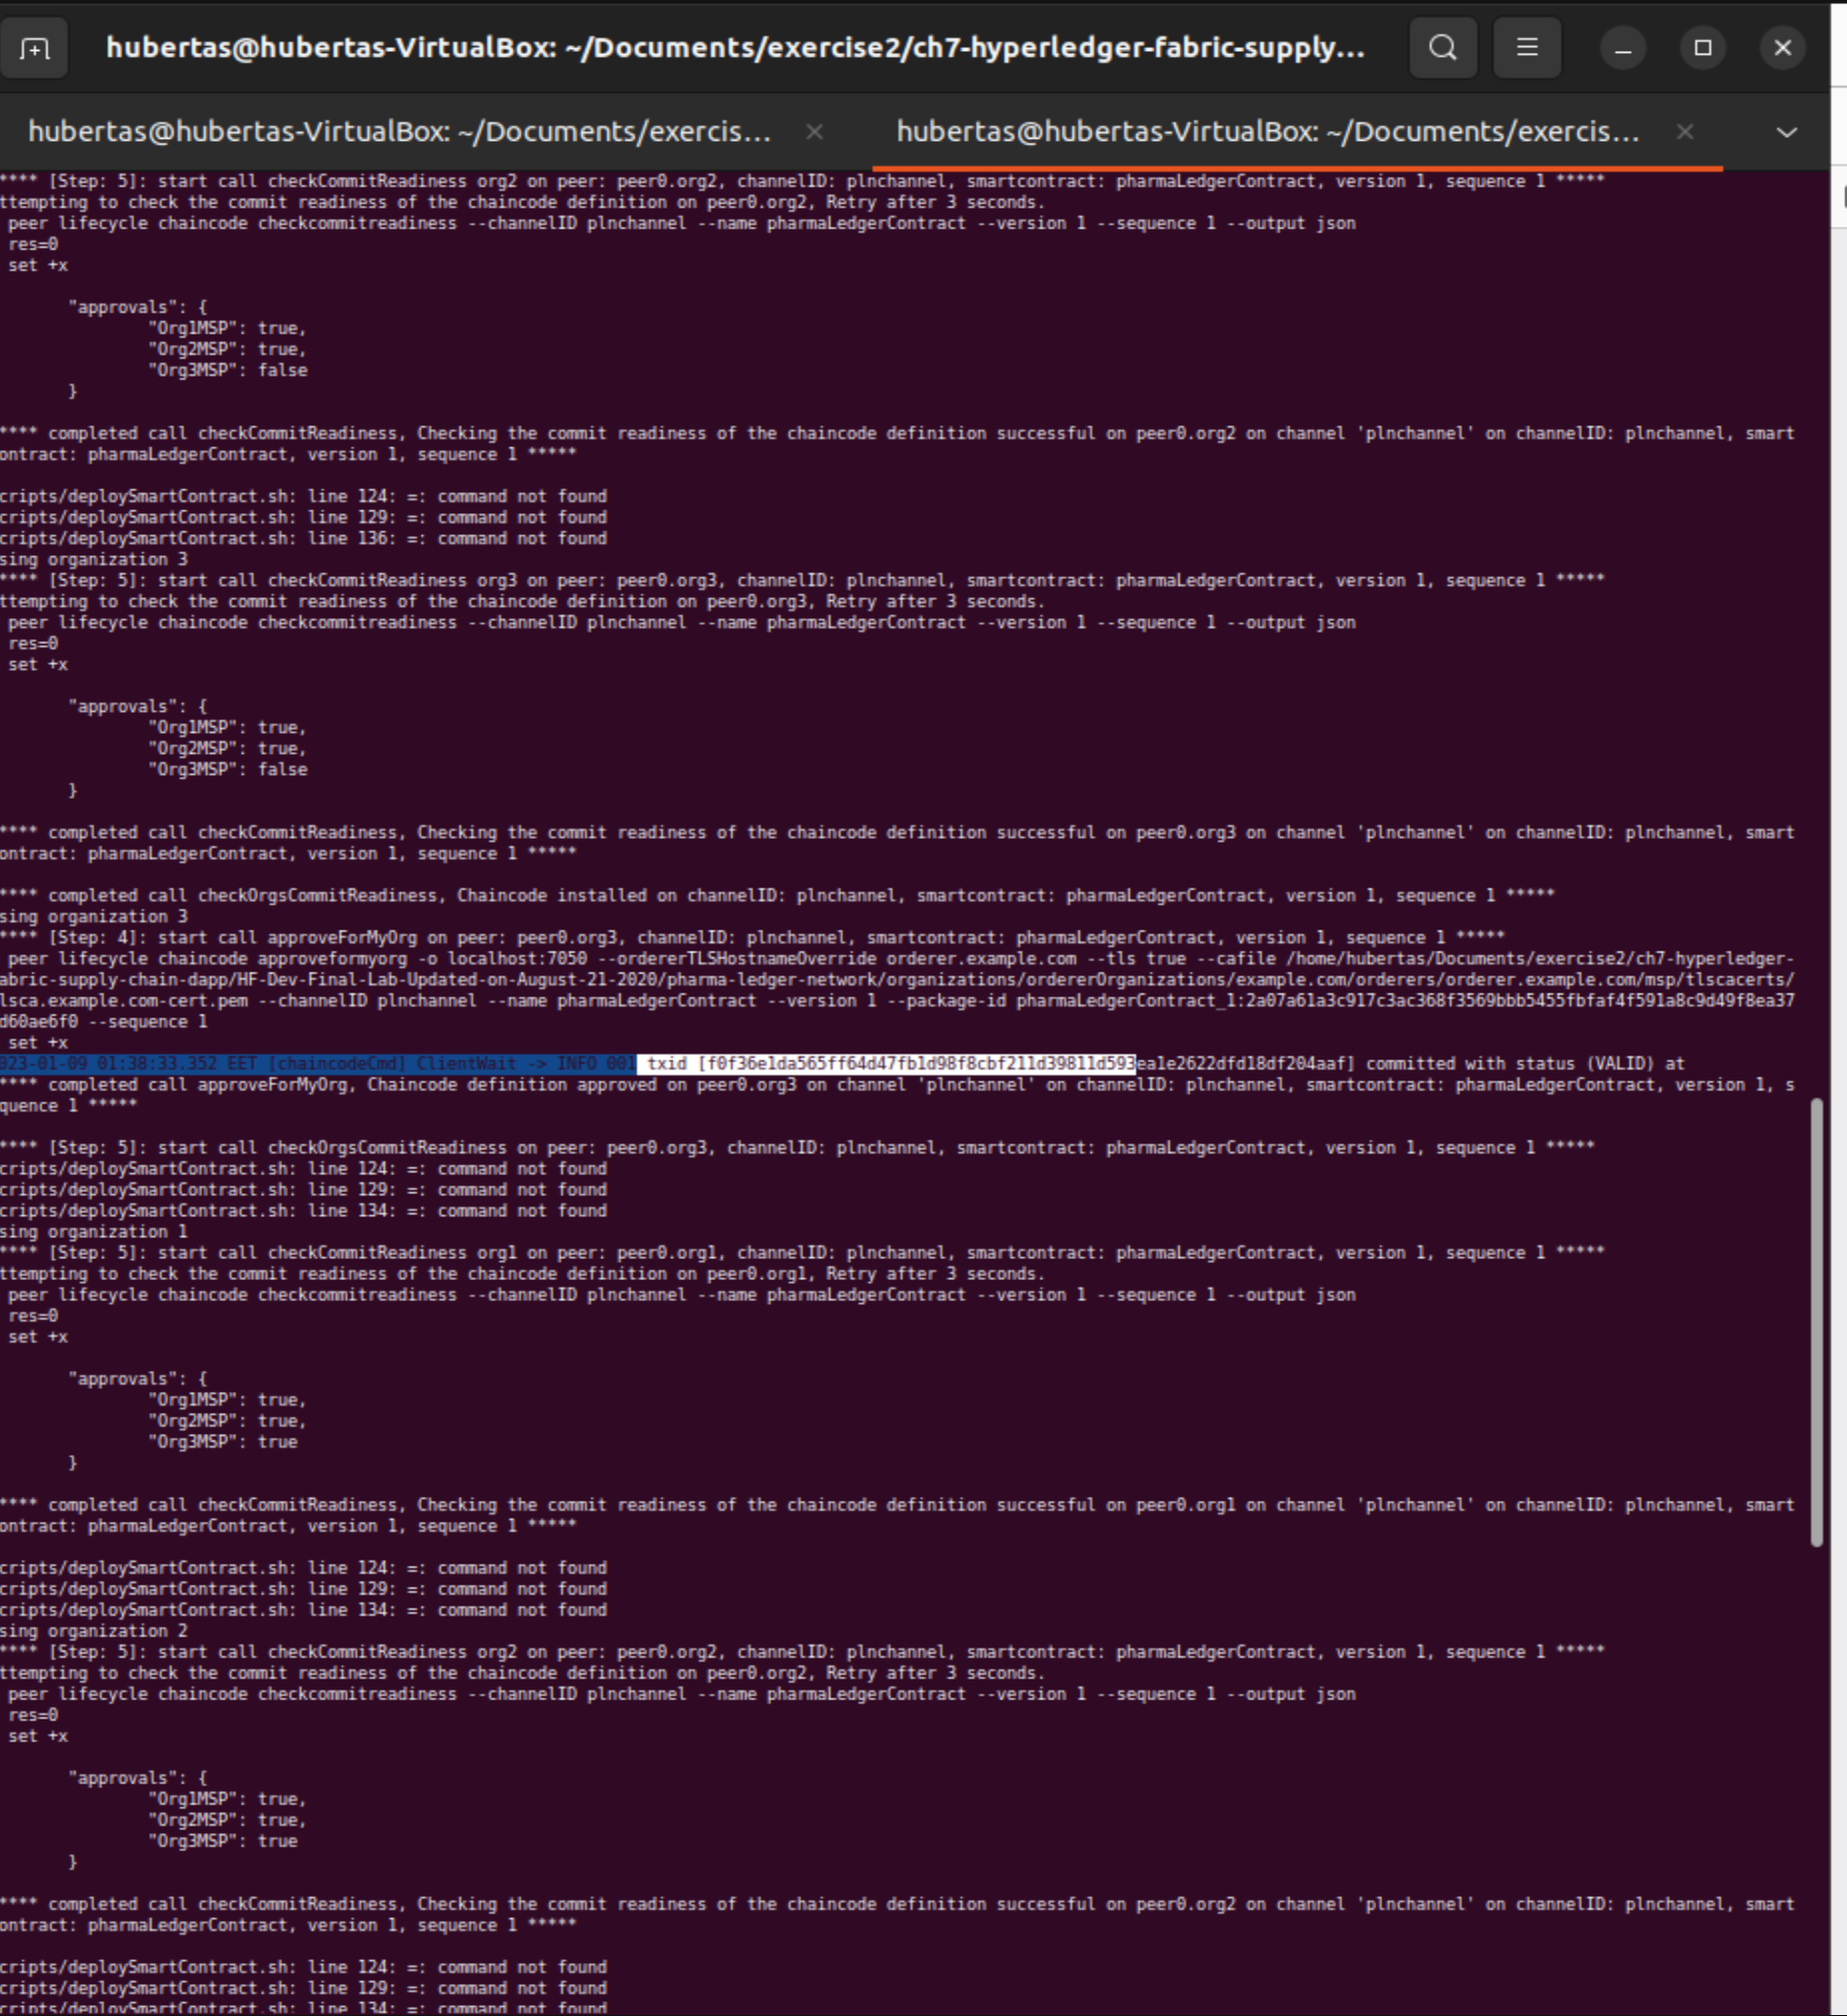 hubertas@hubertas-VirtualBox: ~/Documents/exercise2/ch7-hyperledger-fabric-supply...
hubertas@hubertas-VirtualBox: ~/Documents/exercis... hubertas@hubertas-VirtualBox: ~/Documents/exercis...
**** [Step: 5]: start call checkCommitReadiness org2 on peer: peer0.org2, channelID: plnchannel, smartcontract: pharmaLedgerContract, version 1, sequence 1 *****
ttempting to check the commit readiness of the chaincode definition on peer0.org2, Retry after 3 seconds.
peer lifecycle chaincode checkcommitreadiness --channelID plnchannel --name pharmaLedgerContract --version 1 --sequence 1 --output json
res=0
set +x
"approvals": {
"Org1MSP": true,
"Org2MSP": true,
"Org3MSP": false
}
**** completed call checkCommitReadiness, Checking the commit readiness of the chaincode definition successful on peer0.org2 on channel 'plnchannel' on channelID: plnchannel, smart
ontract: pharmaLedgerContract, version 1, sequence 1 *****
cripts/deploySmartContract.sh: line 124: =: command not found
cripts/deploySmartContract.sh: line 129: =: command not found
cripts/deploySmartContract.sh: line 136: =: command not found
sing organization 3
**** [Step: 5]: start call checkCommitReadiness org3 on peer: peer0.org3, channelID: plnchannel, smartcontract: pharmaLedgerContract, version 1, sequence 1 *****
ttempting to check the commit readiness of the chaincode definition on peer0.org3, Retry after 3 seconds.
peer lifecycle chaincode checkcommitreadiness --channelID plnchannel --name pharmaLedgerContract --version 1 --sequence 1 --output json
res=0
set +x
"approvals": {
"Org1MSP": true,
"Org2MSP": true,
"Org3MSP": false
}
**** completed call checkCommitReadiness, Checking the commit readiness of the chaincode definition successful on peer0.org3 on channel 'plnchannel' on channelID: plnchannel, smart
ontract: pharmaLedgerContract, version 1, sequence 1 *****
**** completed call checkOrgsCommitReadiness, Chaincode installed on channelID: plnchannel, smartcontract: pharmaLedgerContract, version 1, sequence 1 *****
sing organization 3
**** [Step: 4]: start call approveForMyOrg on peer: peer0.org3, channelID: plnchannel, smartcontract: pharmaLedgerContract, version 1, sequence 1 *****
peer lifecycle chaincode approveformyorg -o localhost:7050 --ordererTLSHostnameOverride orderer.example.com --tls true --cafile /home/hubertas/Documents/exercise2/ch7-hyperledger-
abric-supply-chain-dapp/HF-Dev-Final-Lab-Updated-on-August-21-2020/pharma-ledger-network/organizations/ordererOrganizations/example.com/orderers/orderer.example.com/msp/tlscacerts/
lsca.example.com-cert.pem --channelID plnchannel --name pharmaLedgerContract --version 1 --package-id pharmaLedgerContract_1:2a07a61a3c917c3ac368f3569bbb5455fbfaf4f591a8c9d49f8ea37
d60ae6f0 --sequence 1
set +x
023-01-09 01:38:33.352 EET [chaincodeCmd] ClientWait -> INFO 001 txid [f0f36e1da565ff64d47fb1d98f8cbf211d39811d593ea1e2622dfd18df204aaf] committed with status (VALID) at
**** completed call approveForMyOrg, Chaincode definition approved on peer0.org3 on channel 'plnchannel' on channelID: plnchannel, smartcontract: pharmaLedgerContract, version 1, s
quence 1 *****
**** [Step: 5]: start call checkOrgsCommitReadiness on peer: peer0.org3, channelID: plnchannel, smartcontract: pharmaLedgerContract, version 1, sequence 1 *****
cripts/deploySmartContract.sh: line 124: =: command not found
cripts/deploySmartContract.sh: line 129: =: command not found
cripts/deploySmartContract.sh: line 134: =: command not found
sing organization 1
**** [Step: 5]: start call checkCommitReadiness org1 on peer: peer0.org1, channelID: plnchannel, smartcontract: pharmaLedgerContract, version 1, sequence 1 *****
ttempting to check the commit readiness of the chaincode definition on peer0.org1, Retry after 3 seconds.
peer lifecycle chaincode checkcommitreadiness --channelID plnchannel --name pharmaLedgerContract --version 1 --sequence 1 --output json
res=0
set +x
"approvals": {
"Org1MSP": true,
"Org2MSP": true,
"Org3MSP": true
}
**** completed call checkCommitReadiness, Checking the commit readiness of the chaincode definition successful on peer0.org1 on channel 'plnchannel' on channelID: plnchannel, smart
ontract: pharmaLedgerContract, version 1, sequence 1 *****
cripts/deploySmartContract.sh: line 124: =: command not found
cripts/deploySmartContract.sh: line 129: =: command not found
cripts/deploySmartContract.sh: line 134: =: command not found
sing organization 2
**** [Step: 5]: start call checkCommitReadiness org2 on peer: peer0.org2, channelID: plnchannel, smartcontract: pharmaLedgerContract, version 1, sequence 1 *****
ttempting to check the commit readiness of the chaincode definition on peer0.org2, Retry after 3 seconds.
peer lifecycle chaincode checkcommitreadiness --channelID plnchannel --name pharmaLedgerContract --version 1 --sequence 1 --output json
res=0
set +x
"approvals": {
"Org1MSP": true,
"Org2MSP": true,
"Org3MSP": true
}
**** completed call checkCommitReadiness, Checking the commit readiness of the chaincode definition successful on peer0.org2 on channel 'plnchannel' on channelID: plnchannel, smart
ontract: pharmaLedgerContract, version 1, sequence 1 *****
cripts/deploySmartContract.sh: line 124: =: command not found
cripts/deploySmartContract.sh: line 129: =: command not found
cripts/deploySmartContract.sh: line 134: =: command not found